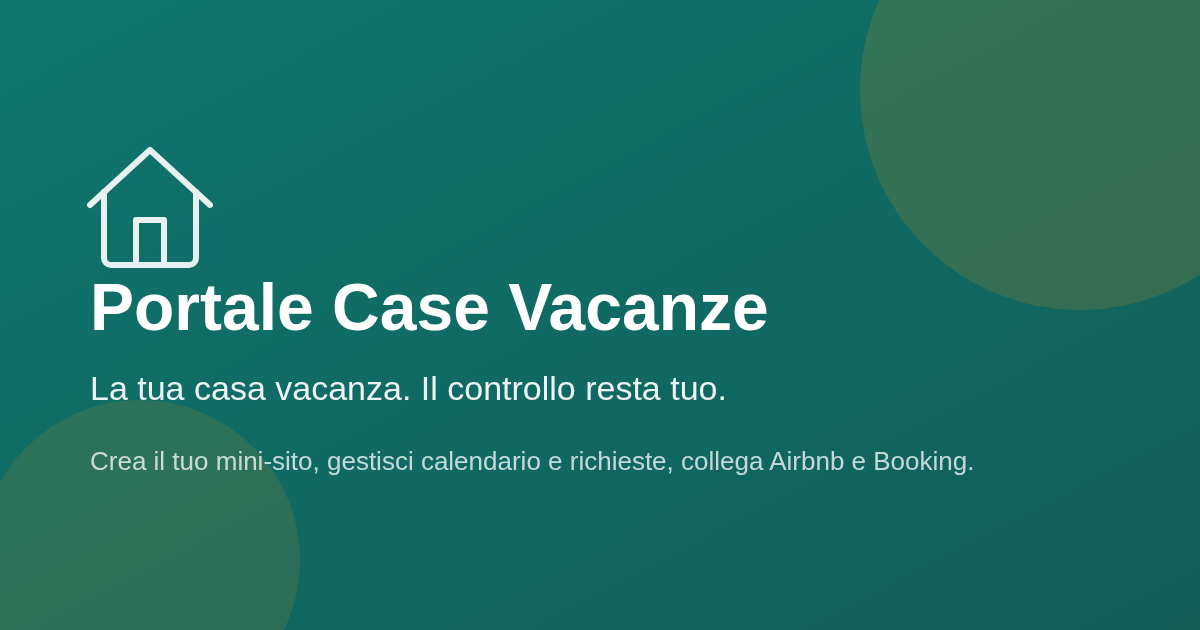 Portale Case Vacanze
La tua casa vacanza. Il controllo resta tuo.
Crea il tuo mini-sito, gestisci calendario e richieste, collega Airbnb e Booking.